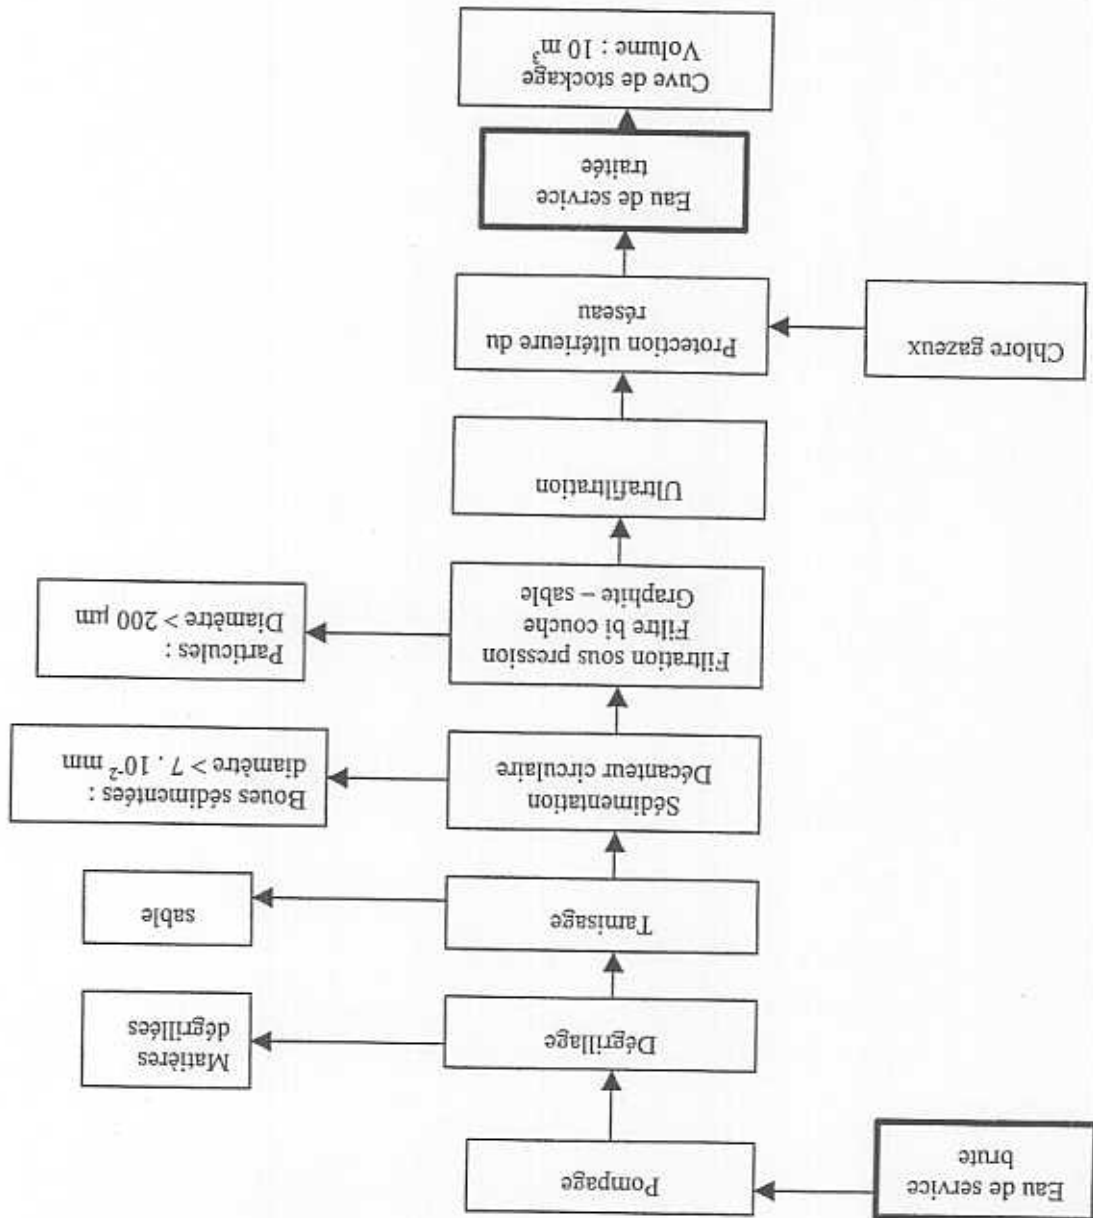 Eau de service
brute
Pompage
Dégrillage
Matières
dégrillées
Tamisage
sable
Sédimentation
Décanteur circulaire
Boues sédimentées :
diamètre > 7 . 10⁻² mm
Filtration sous pression
Filtre bi couche
Graphite – sable
Particules :
Diamètre > 200 µm
Ultrafiltration
Chlore gazeux
Protection ultérieure du
réseau
Eau de service
traitée
Cuve de stockage
Volume : 10 m³